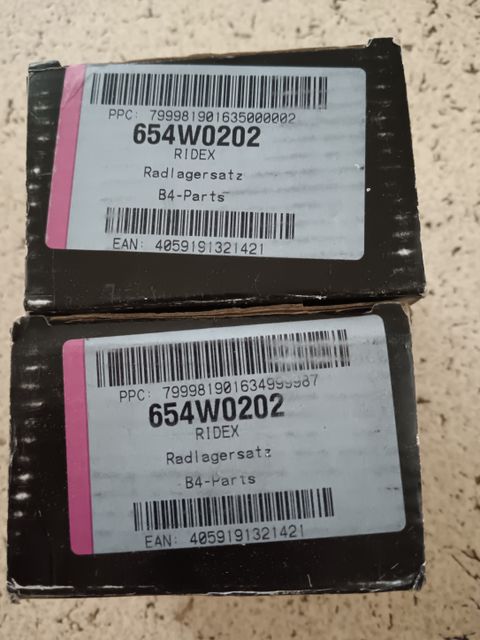 PPC: 799981901635000002
654W0202
RIDEX
Radlagersatz
B4-Parts
EAN: 4059191321421
PPC: 799981901634999987
654W0202
RIDEX
Radlagersatz
B4-Parts
EAN: 4059191321421